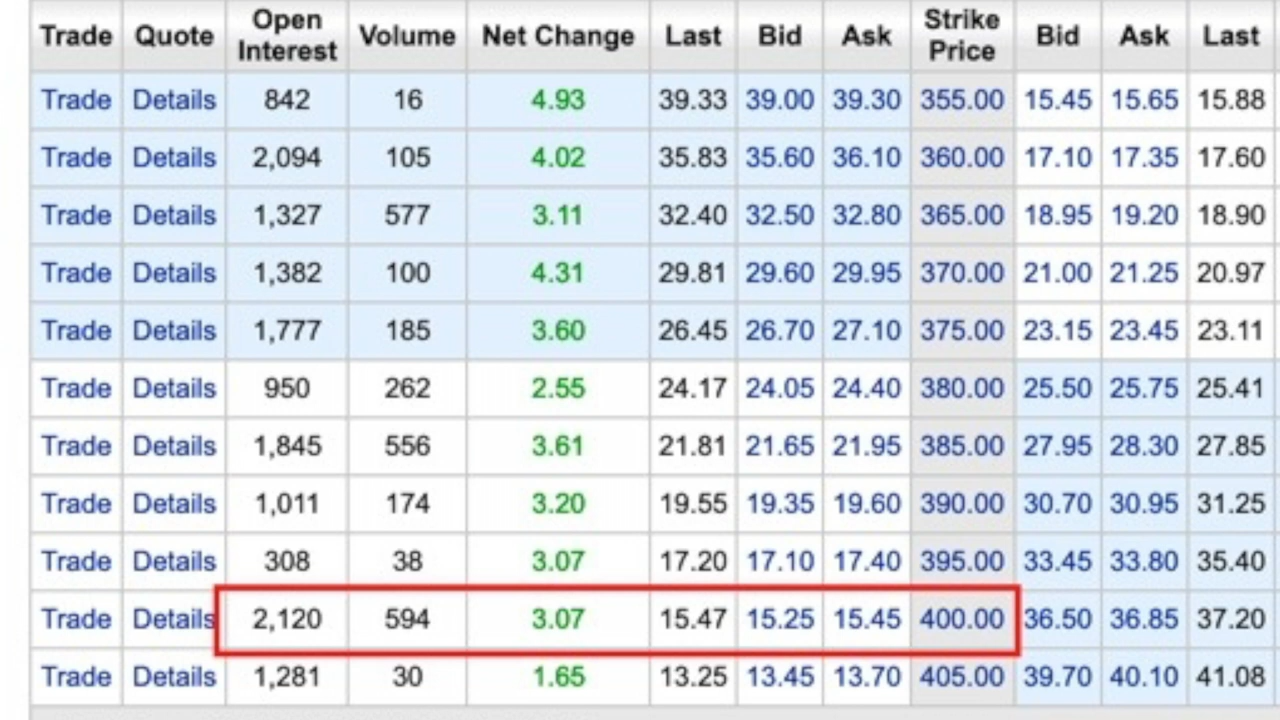 Trade Quote Open Interest Volume Net Change Last Bid Ask Strike Price Bid Ask Last
Trade Details 842 16 4.93 39.33 39.00 39.30 355.00 15.45 15.65 15.88
Trade Details 2,094 105 4.02 35.83 35.60 36.10 360.00 17.10 17.35 17.60
Trade Details 1,327 577 3.11 32.40 32.50 32.80 365.00 18.95 19.20 18.90
Trade Details 1,382 100 4.31 29.81 29.60 29.95 370.00 21.00 21.25 20.97
Trade Details 1,777 185 3.60 26.45 26.70 27.10 375.00 23.15 23.45 23.11
Trade Details 950 262 2.55 24.17 24.05 24.40 380.00 25.50 25.75 25.41
Trade Details 1,845 556 3.61 21.81 21.65 21.95 385.00 27.95 28.30 27.85
Trade Details 1,011 174 3.20 19.55 19.35 19.60 390.00 30.70 30.95 31.25
Trade Details 308 38 3.07 17.20 17.10 17.40 395.00 33.45 33.80 35.40
Trade Details 2,120 594 3.07 15.47 15.25 15.45 400.00 36.50 36.85 37.20
Trade Details 1,281 30 1.65 13.25 13.45 13.70 405.00 39.70 40.10 41.08